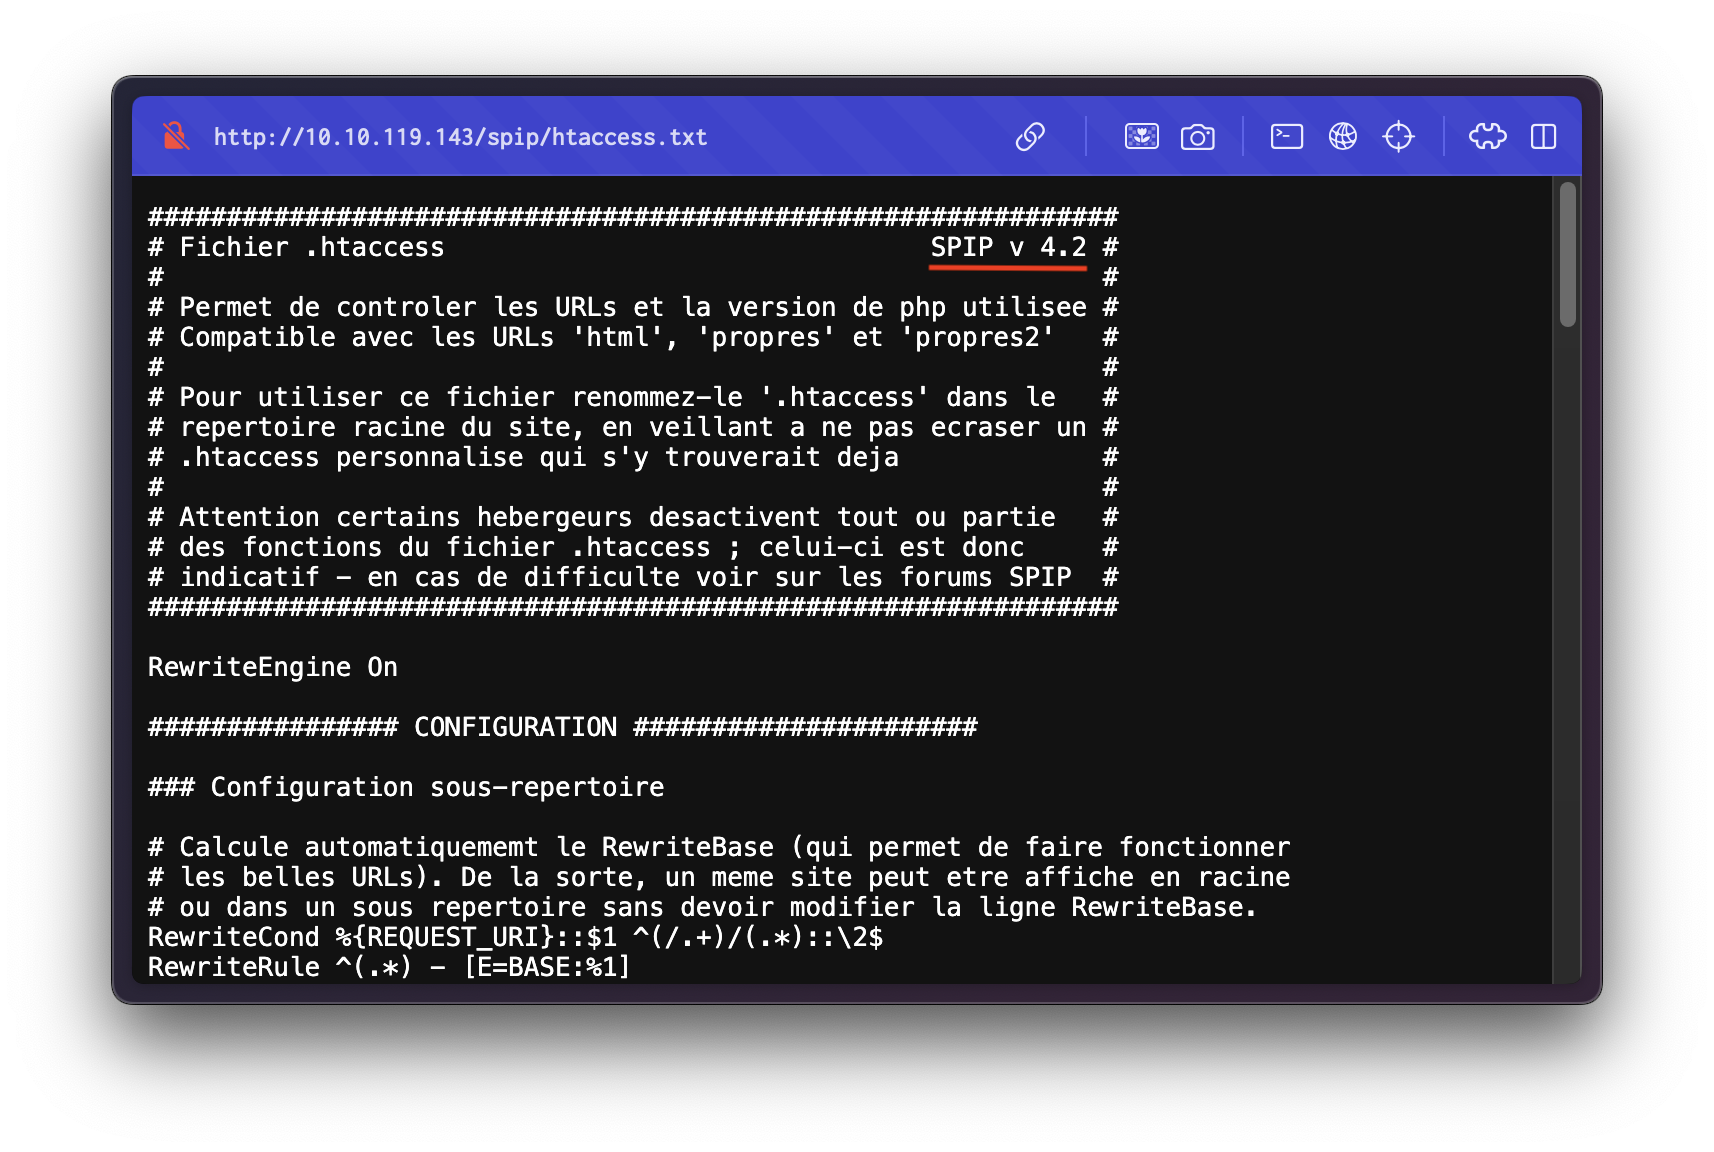 http://10.10.119.143/spip/htaccess.txt
##############################################################
# Fichier .htaccess                               SPIP v 4.2 #
#                                                            #
# Permet de controler les URLs et la version de php utilisee #
# Compatible avec les URLs 'html', 'propres' et 'propres2'   #
#                                                            #
# Pour utiliser ce fichier renommez-le '.htaccess' dans le   #
# repertoire racine du site, en veillant a ne pas ecraser un #
# .htaccess personnalise qui s'y trouverait deja             #
#                                                            #
# Attention certains hebergeurs desactivent tout ou partie   #
# des fonctions du fichier .htaccess ; celui-ci est donc     #
# indicatif - en cas de difficulte voir sur les forums SPIP  #
##############################################################
RewriteEngine On
################ CONFIGURATION ######################
### Configuration sous-repertoire
# Calcule automatiquememt le RewriteBase (qui permet de faire fonctionner
# les belles URLs). De la sorte, un meme site peut etre affiche en racine
# ou dans un sous repertoire sans devoir modifier la ligne RewriteBase.
RewriteCond %{REQUEST_URI}::$1 ^(/.+)/(.*)::\2$
RewriteRule ^(.*) - [E=BASE:%1]